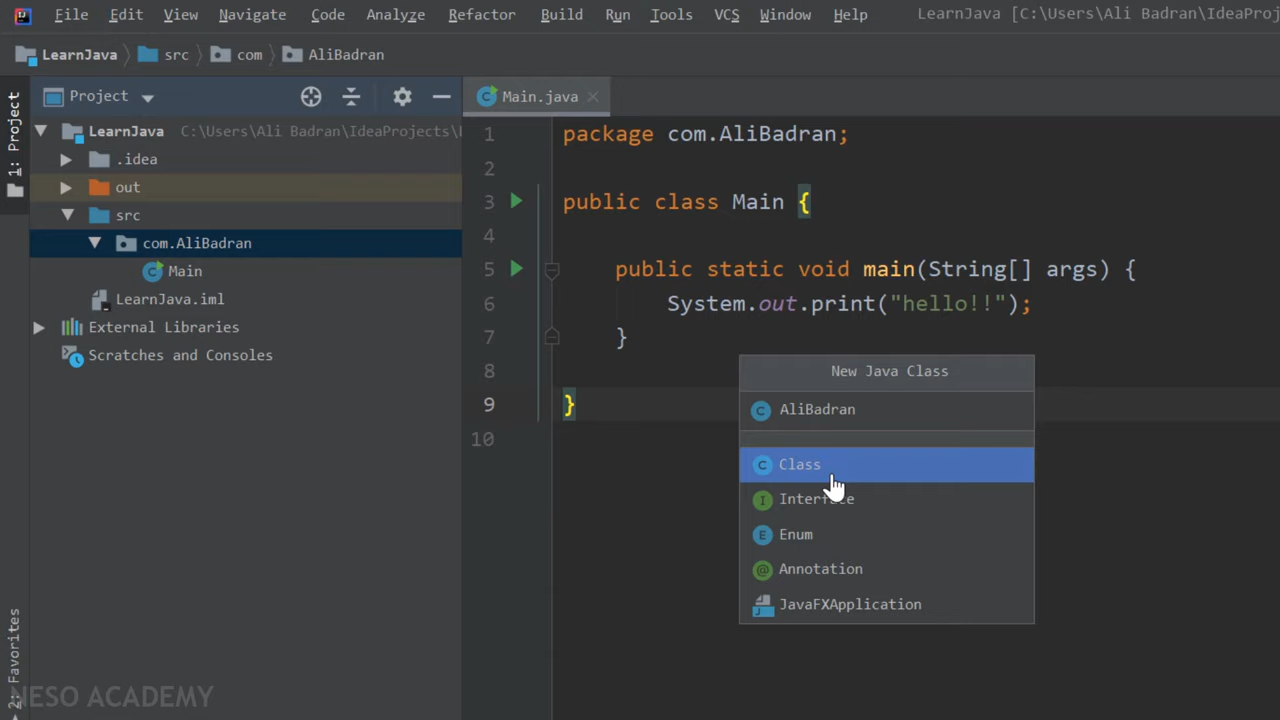 File Edit View Navigate Code Analyze Refactor Build Run Tools VCS Window Help LearnJava [C:\Users\Ali Badran\IdeaProj
LearnJava src com AliBadran
1: Project
Project
Main.java
LearnJava C:\Users\Ali Badran\IdeaProjects\
.idea
out
src
com.AliBadran
Main
LearnJava.iml
External Libraries
Scratches and Consoles
1 package com.AliBadran;
2
3 public class Main {
4
5 public static void main(String[] args) {
6 System.out.print("hello!!");
7 }
8
9 }
10
New Java Class
AliBadran
Class
Interface
Enum
Annotation
JavaFXApplication
2: Favorites
NESO ACADEMY